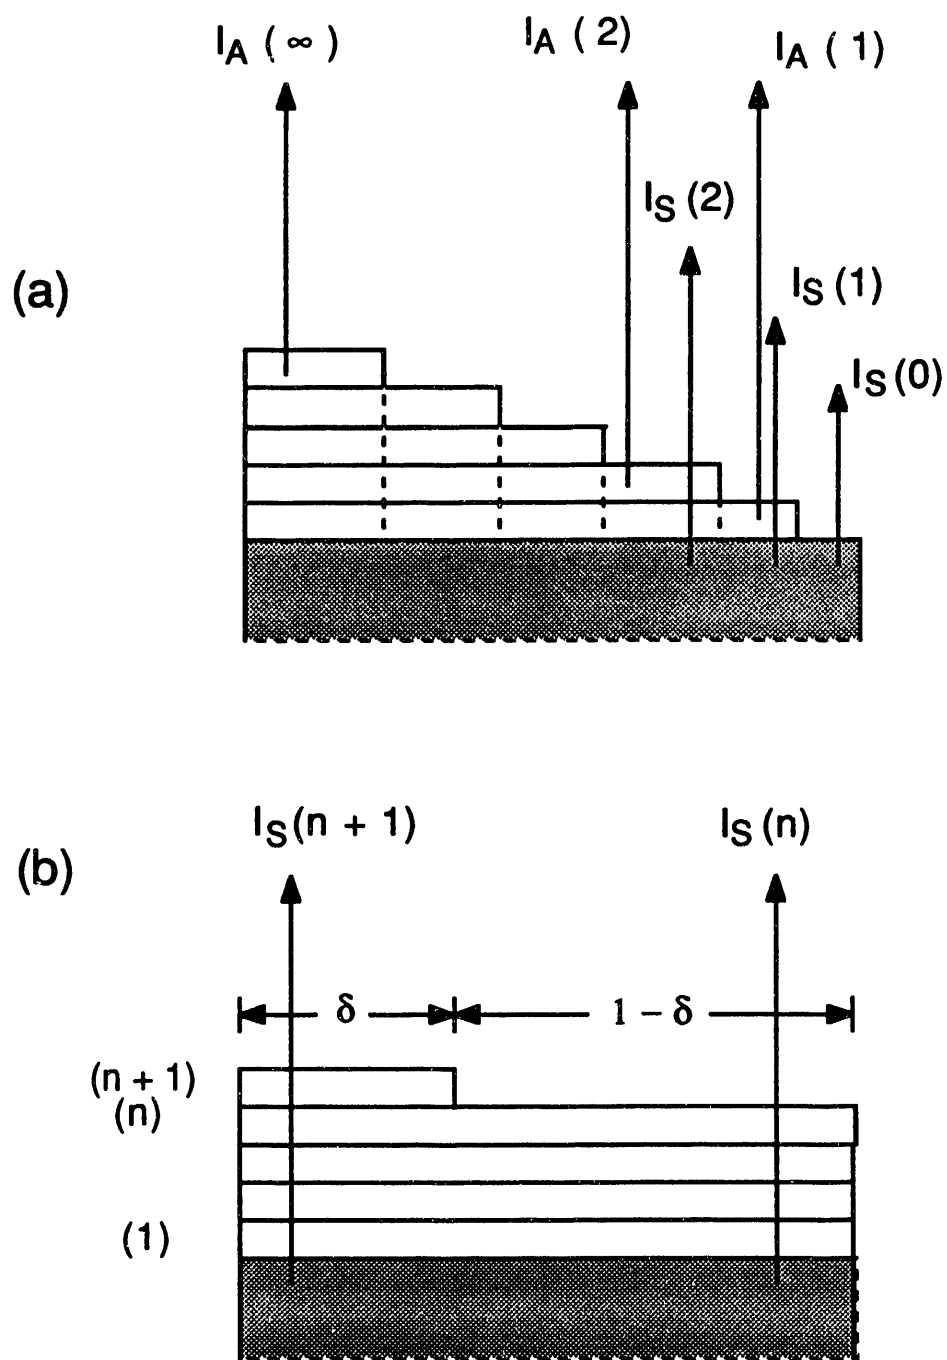 I_A ( ∞ )
I_A ( 2 )
I_A ( 1 )
I_S (2)
(a)
I_S (1)
I_S (0)
I_S (n + 1)
I_S (n)
(b)
δ
1 – δ
(n + 1)
(n)
(1)